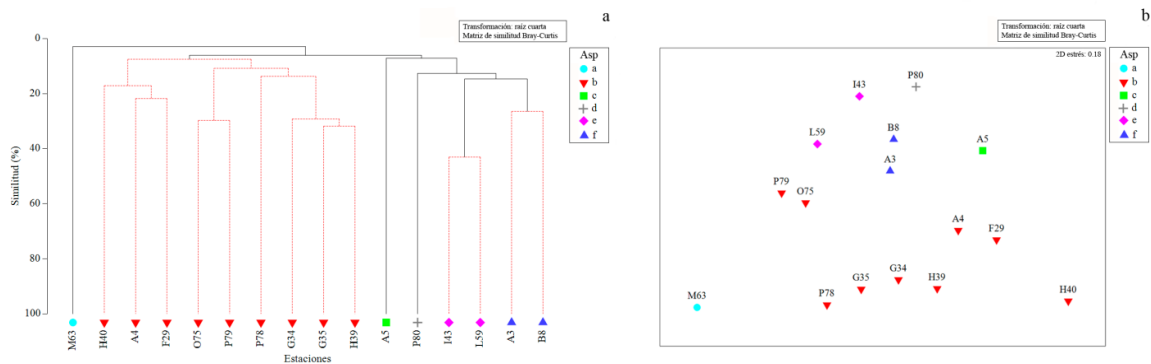 a
Transformación: raíz cuarta
Matriz de similitud Bray-Curtis
0
20
40
60
80
100
Similitud (%)
M63
H40
A4
F29
O75
P79
P78
G34
G35
H39
A5
P80
I43
L59
A3
B8
Estaciones
Asp
a
b
c
d
e
f
b
Transformación: raíz cuarta
Matriz de similitud Bray-Curtis
2D estrés: 0.18
P80
I43
B8
L59
A5
A3
P79
O75
A4
F29
G34
G35
H39
H40
P78
M63
Asp
a
b
c
d
e
f